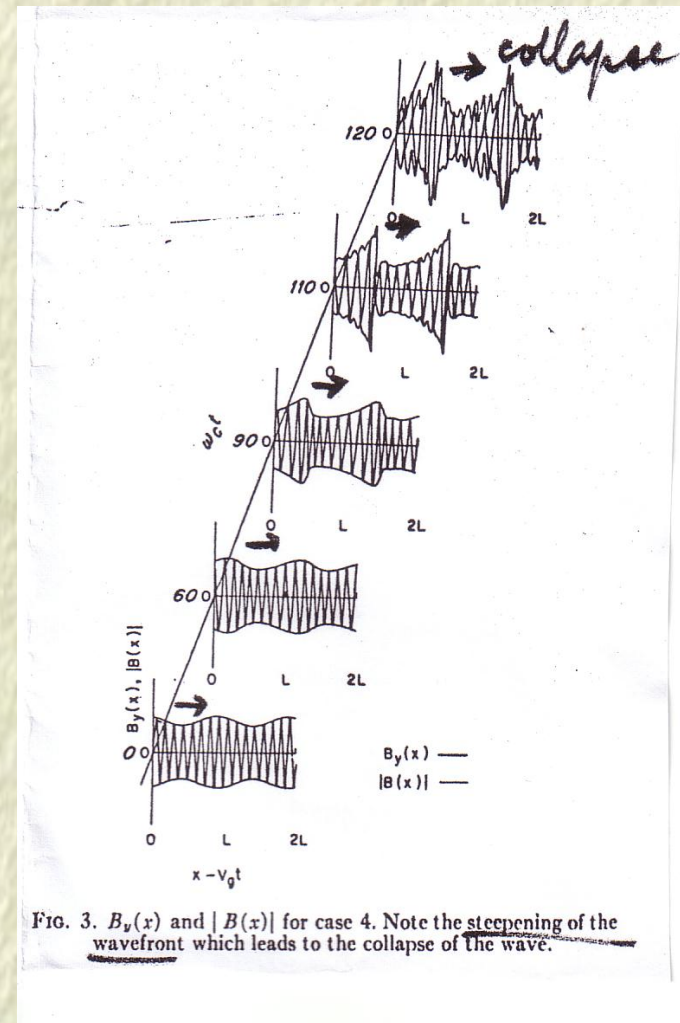 collapse
120 0
0 L 2L
110 0
0 L 2L
ωct 90 0
0 L 2L
60 0
0 L 2L
By(x), |B(x)|
0 0
By(x) —
|B(x)| —
0 L 2L
x - Vgt
FIG. 3. By(x) and | B(x)| for case 4. Note the steepening of the
wavefront which leads to the collapse of the wave.